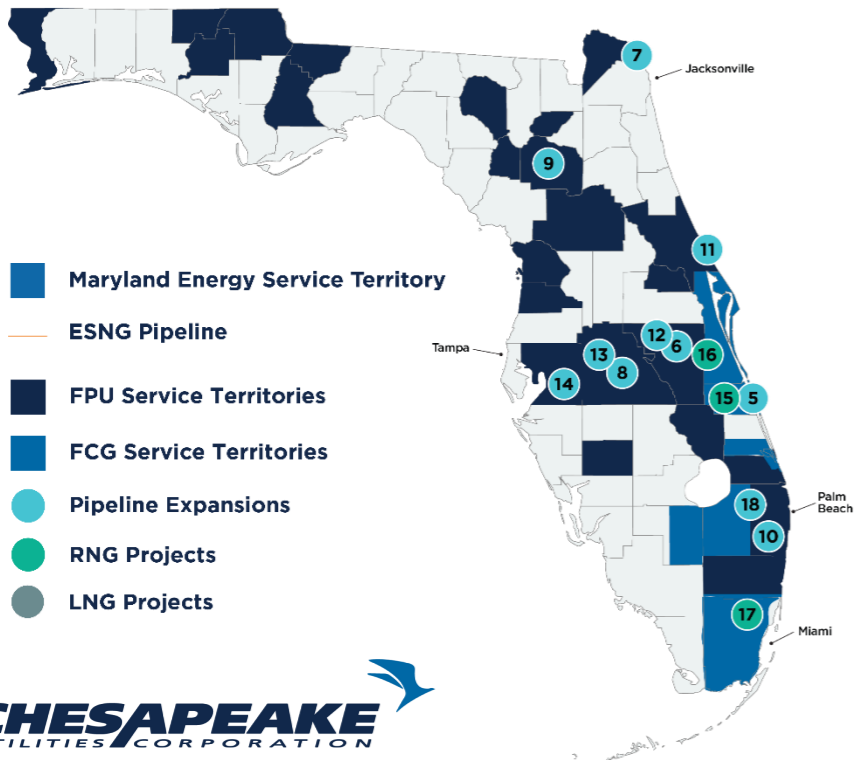 7
Jacksonville
9
11
Maryland Energy Service Territory
ESNG Pipeline
Tampa
12
6
16
13
8
14
15
5
FPU Service Territories
FCG Service Territories
Pipeline Expansions
18
Palm
Beach
10
RNG Projects
LNG Projects
17
Miami
CHESAPEAKE
TILITIES CORPORATION